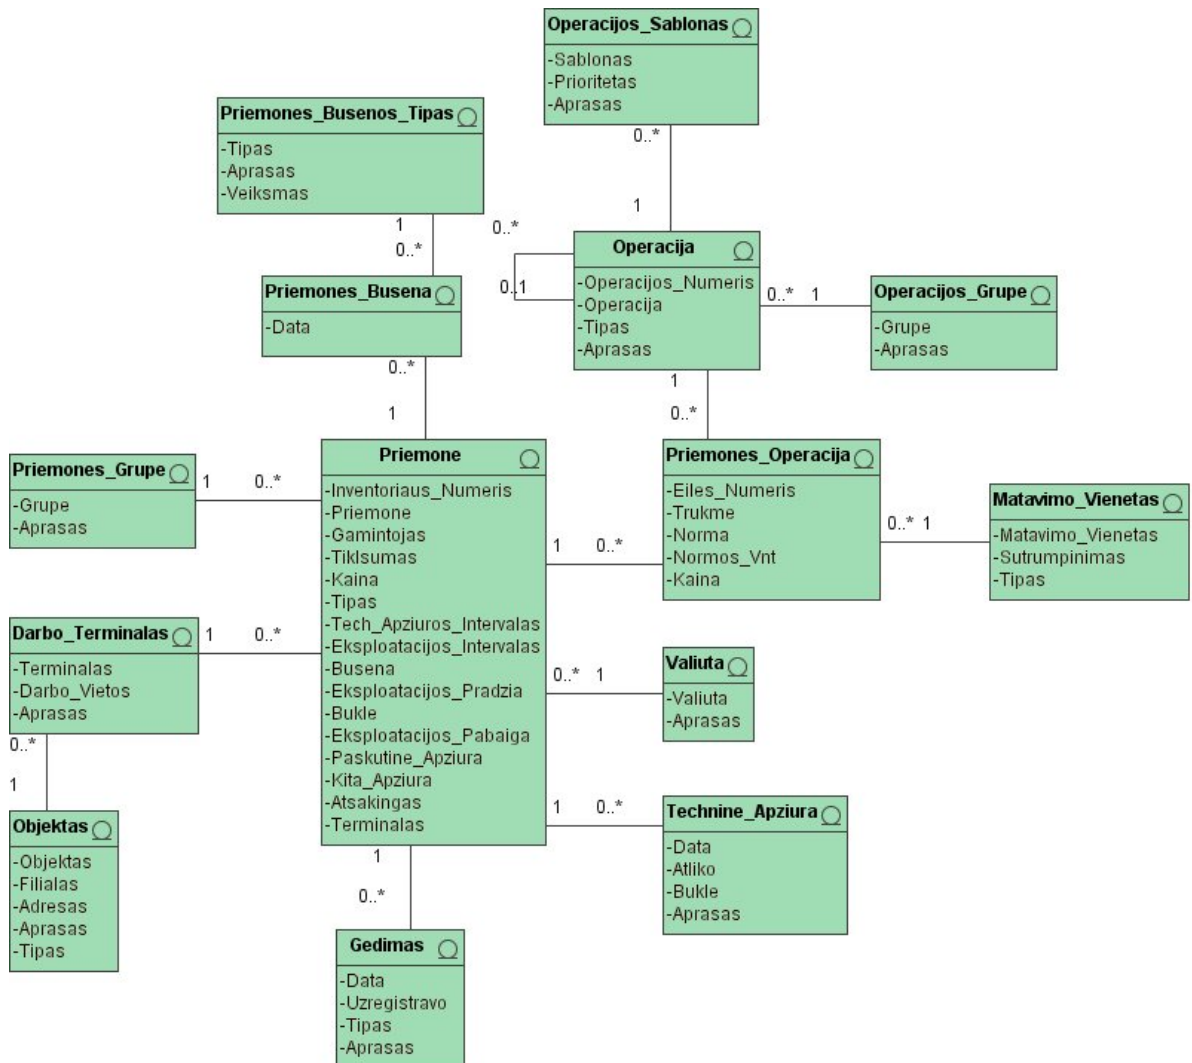 Operacijos_Sablonas
-Sablonas
-Prioritetas
-Aprasas
0..*
1
Priemones_Busenos_Tipas
-Tipas
-Aprasas
-Veiksmas
1
0..*
Priemones_Busena
-Data
0..*
1
0..*
0..1
Operacija
-Operacijos_Numeris
-Operacija
-Tipas
-Aprasas
0..* 1
Operacijos_Grupe
-Grupe
-Aprasas
1
0..*
Priemones_Grupe
-Grupe
-Aprasas
1 0..*
Priemone
-Inventoriaus_Numeris
-Priemone
-Gamintojas
-Tiklsumas
-Kaina
-Tipas
-Tech_Apziuros_Intervalas
-Eksploatacijos_Intervalas
-Busena
-Eksploatacijos_Pradzia
-Bukle
-Eksploatacijos_Pabaiga
-Paskutine_Apziura
-Kita_Apziura
-Atsakingas
-Terminalas
1 0..*
Priemones_Operacija
-Eiles_Numeris
-Trukme
-Norma
-Normos_Vnt
-Kaina
0..* 1
Matavimo_Vienetas
-Matavimo_Vienetas
-Sutrumpinimas
-Tipas
Darbo_Terminalas
-Terminalas
-Darbo_Vietos
-Aprasas
1 0..*
0..*
1
Objektas
-Objektas
-Filialas
-Adresas
-Aprasas
-Tipas
0..* 1
Valiuta
-Valiuta
-Aprasas
1 0..*
Technine_Apziura
-Data
-Atliko
-Bukle
-Aprasas
1
0..*
Gedimas
-Data
-Uzregistravo
-Tipas
-Aprasas